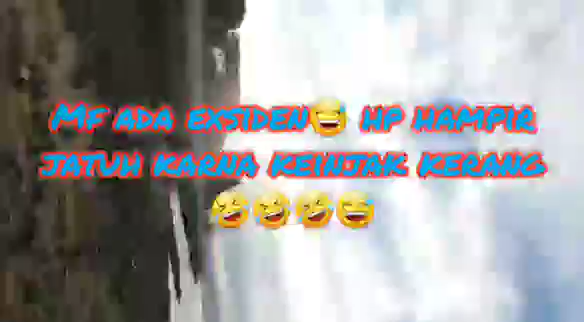 Mf ada exsiden😅 hp hampir
jatuh karna keinjak kerang
🤣😂🤣😅